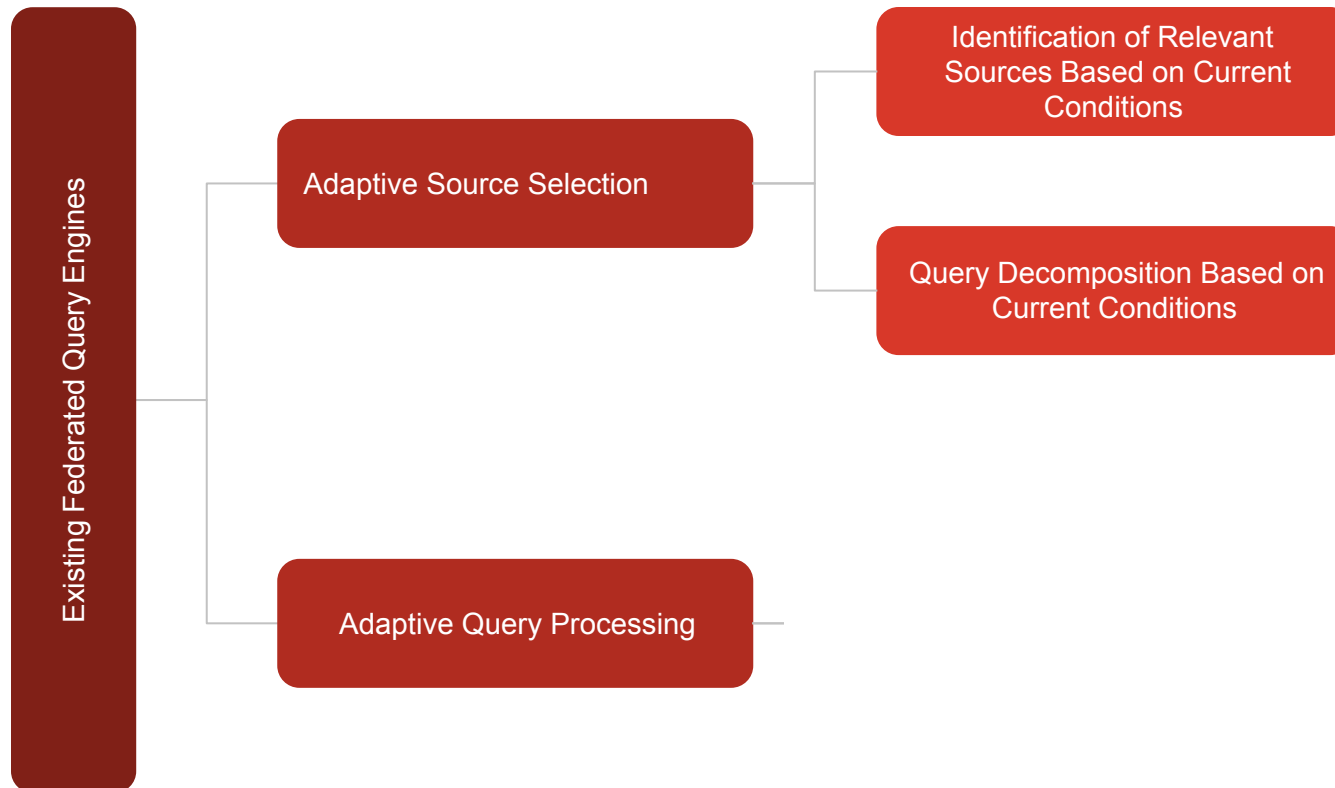 Existing Federated Query Engines
Adaptive Source Selection
Identification of Relevant
Sources Based on Current
Conditions
Query Decomposition Based on
Current Conditions
Adaptive Query Processing